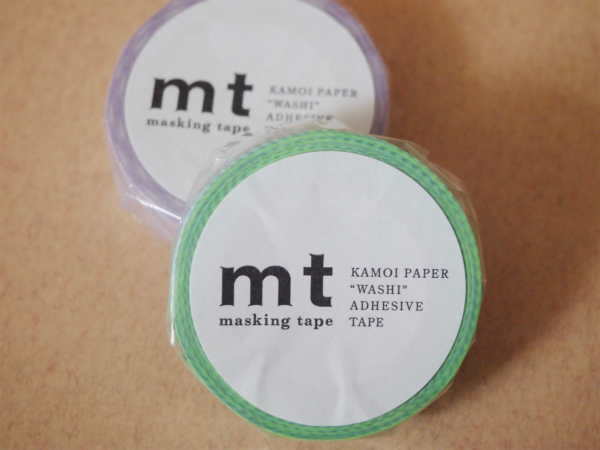 mt
masking tape
KAMOI PAPER
"WASHI"
ADHESIVE
mt
masking tape
KAMOI PAPER
"WASHI"
ADHESIVE
TAPE